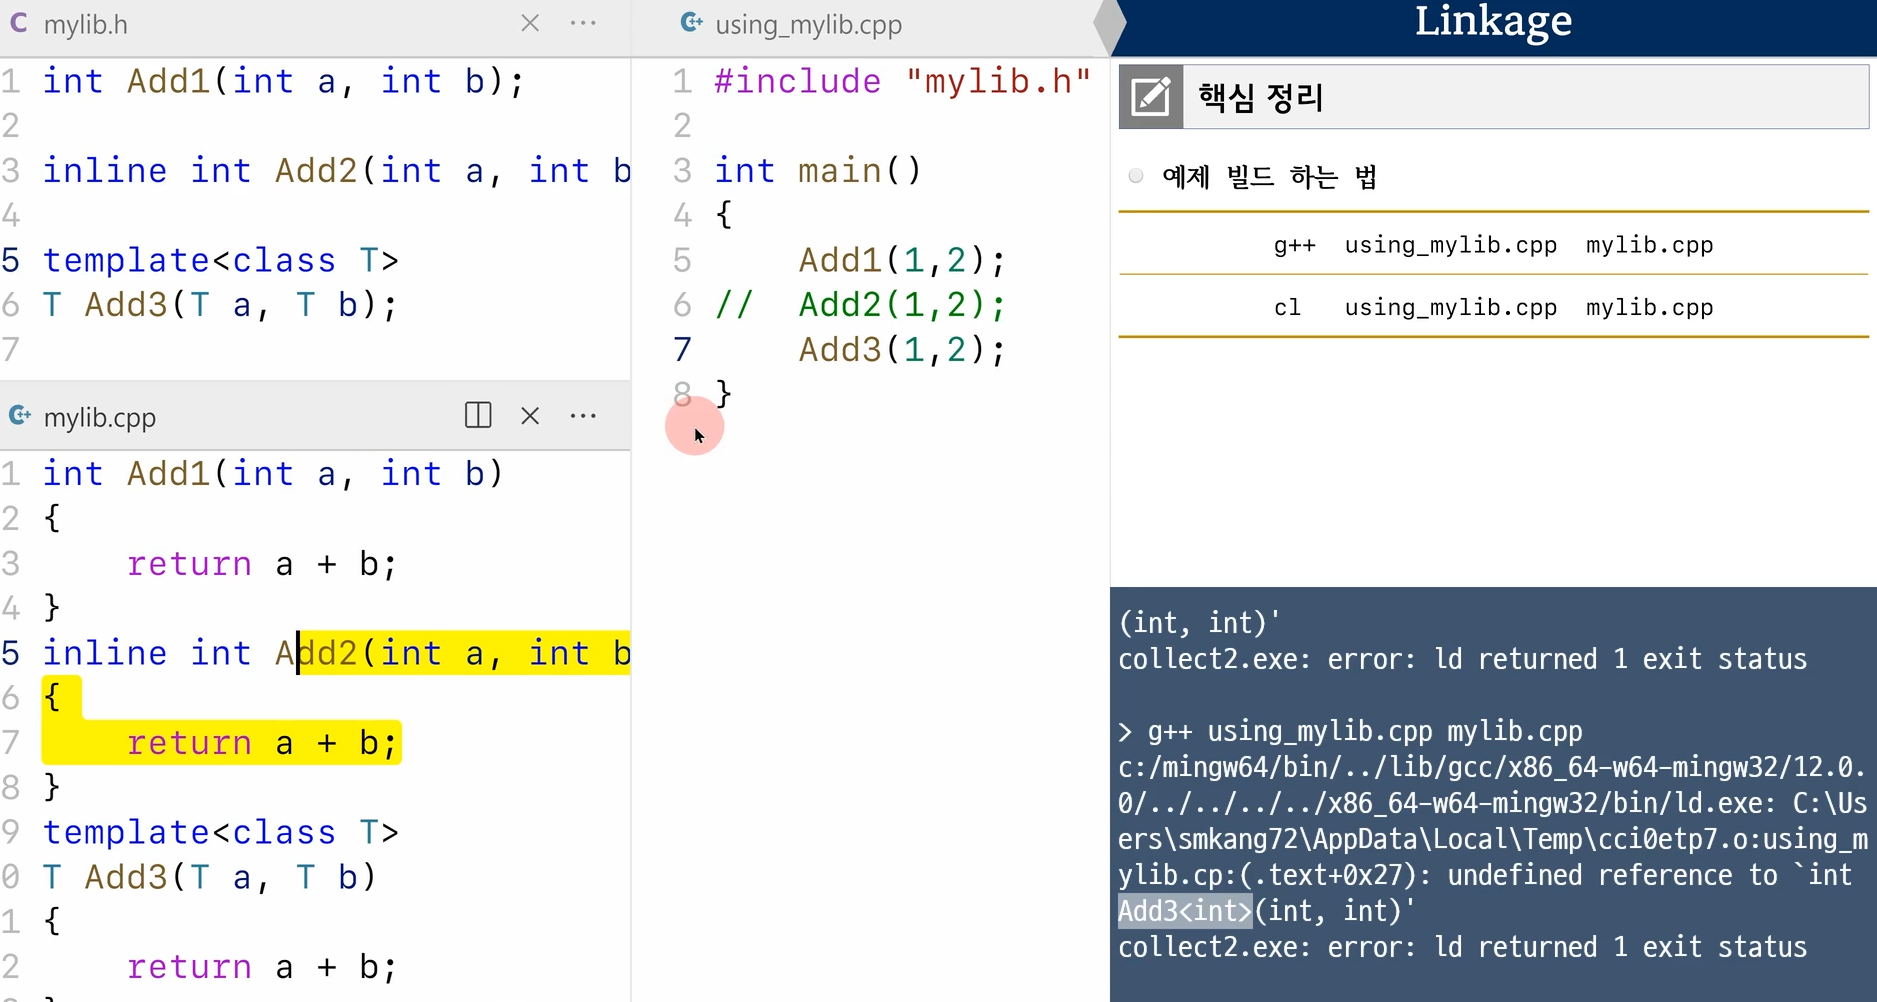 mylib.h
1 int Add1(int a, int b);
2
3 inline int Add2(int a, int b
4
5 template<class T>
6 T Add3(T a, T b);
7
mylib.cpp
1 int Add1(int a, int b)
2 {
3 return a + b;
4 }
5 inline int Add2(int a, int b
6 {
7 return a + b;
8 }
9 template<class T>
0 T Add3(T a, T b)
1 {
2 return a + b;
using_mylib.cpp
1 #include "mylib.h"
2
3 int main()
4 {
5 Add1(1,2);
6 // Add2(1,2);
7 Add3(1,2);
8 }
Linkage
핵심 정리
예제 빌드 하는 법
g++ using_mylib.cpp mylib.cpp
cl using_mylib.cpp mylib.cpp
(int, int)'
collect2.exe: error: ld returned 1 exit status
> g++ using_mylib.cpp mylib.cpp
c:/mingw64/bin/../lib/gcc/x86_64-w64-mingw32/12.0.
0/../../../../x86_64-w64-mingw32/bin/ld.exe: C:\Us
ers\smkang72\AppData\Local\Temp\cci0etp7.o:using_m
ylib.cp:(.text+0x27): undefined reference to `int
Add3<int>(int, int)'
collect2.exe: error: ld returned 1 exit status